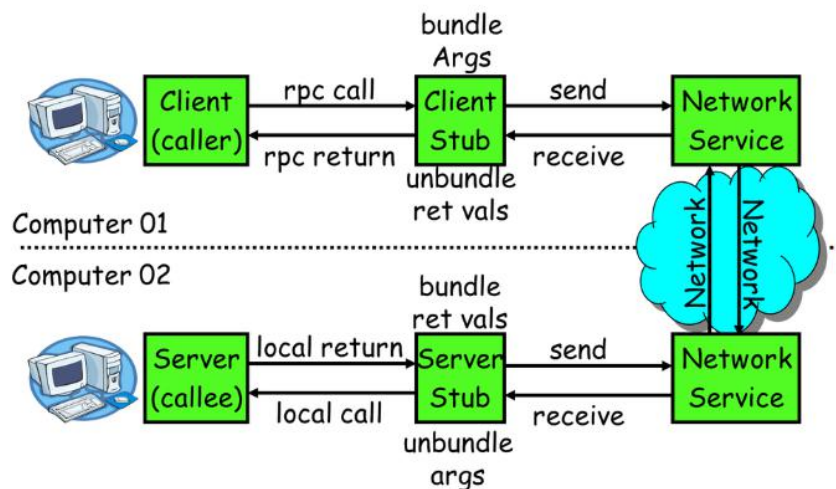 bundle
Args
Client
(caller)
rpc call
rpc return
Client
Stub
send
receive
Network
Service
unbundle
ret vals
Computer 01
Network
Network
Computer 02
bundle
ret vals
Server
(callee)
local return
local call
Server
Stub
send
receive
Network
Service
unbundle
args